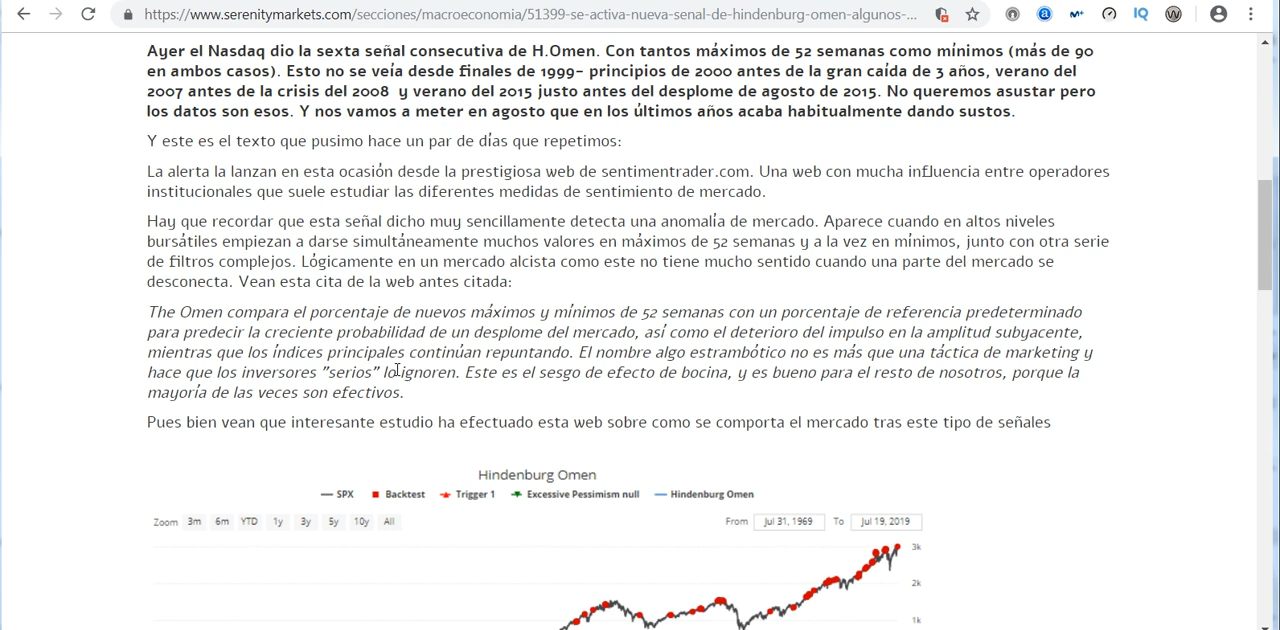 https://www.serenitymarkets.com/secciones/macroeconomia/51399-se-activa-nueva-senal-de-hindenburg-omen-algunos-...
IQ
Ayer el Nasdaq dio la sexta señal consecutiva de H.Omen. Con tantos máximos de 52 semanas como mínimos (más de 90
en ambos casos). Esto no se veía desde finales de 1999- principios de 2000 antes de la gran caída de 3 años, verano del
2007 antes de la crisis del 2008 y verano del 2015 justo antes del desplome de agosto de 2015. No queremos asustar pero
los datos son esos. Y nos vamos a meter en agosto que en los últimos años acaba habitualmente dando sustos.
Y este es el texto que pusimo hace un par de días que repetimos:
La alerta la lanzan en esta ocasión desde la prestigiosa web de sentimentrader.com. Una web con mucha influencia entre operadores
institucionales que suele estudiar las diferentes medidas de sentimiento de mercado.
Hay que recordar que esta señal dicho muy sencillamente detecta una anomalía de mercado. Aparece cuando en altos niveles
bursátiles empiezan a darse simultáneamente muchos valores en máximos de 52 semanas y a la vez en mínimos, junto con otra serie
de filtros complejos. Lógicamente en un mercado alcista como este no tiene mucho sentido cuando una parte del mercado se
desconecta. Vean esta cita de la web antes citada:
The Omen compara el porcentaje de nuevos máximos y mínimos de 52 semanas con un porcentaje de referencia predeterminado
para predecir la creciente probabilidad de un desplome del mercado, así como el deterioro del impulso en la amplitud subyacente,
mientras que los índices principales continúan repuntando. El nombre algo estrambótico no es más que una táctica de marketing y
hace que los inversores "serios" lo ignoren. Este es el sesgo de efecto de bocina, y es bueno para el resto de nosotros, porque la
mayoría de las veces son efectivos.
Pues bien vean que interesante estudio ha efectuado esta web sobre como se comporta el mercado tras este tipo de señales
Hindenburg Omen
SPX Backtest Trigger 1 Excessive Pessimism null Hindenburg Omen
Zoom 3m 6m YTD 1y 3y 5y 10y All From Jul 31, 1969 To Jul 19, 2019
3k
2k
1k